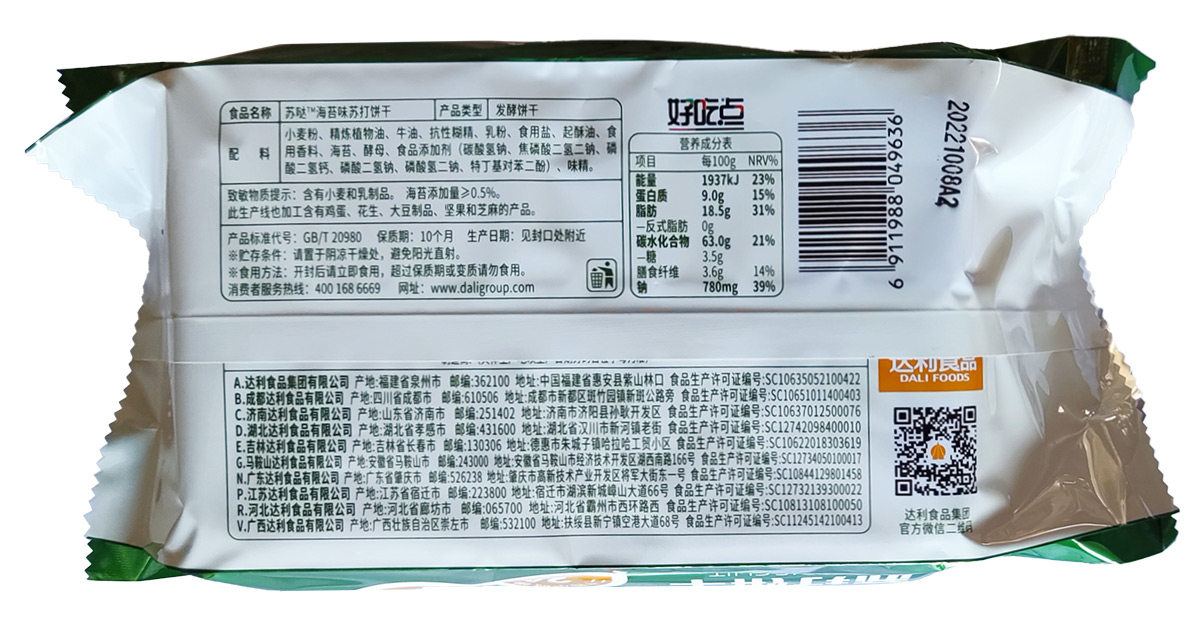 食品名称 苏哒™海苔味苏打饼干 产品类型 发酵饼干
配 料 小麦粉、精炼植物油、牛油、抗性糊精、乳粉、食用盐、起酥油、食
用香料、海苔、酵母、食品添加剂（碳酸氢钠、焦磷酸二氢二钠、磷
酸二氢钙、磷酸二氢钠、磷酸氢二钠、特丁基对苯二酚）、味精。
致敏物质提示：含有小麦和乳制品。 海苔添加量≥0.5%。
此生产线也加工含有鸡蛋、花生、大豆制品、坚果和芝麻的产品。
产品标准代号：GB/T 20980 保质期：10个月 生产日期：见封口处附近
※贮存条件：请置于阴凉干燥处，避免阳光直射。
※食用方法：开封后请立即食用，超过保质期或变质请勿食用。
消费者服务热线：400 168 6669 网址：www.daligroup.com
好吃点
营养成分表
项目 每100g NRV%
能量 1937kJ 23%
蛋白质 9.0g 15%
脂肪 18.5g 31%
—反式脂肪 0g
碳水化合物 63.0g 21%
—糖 3.5g
膳食纤维 3.6g 14%
钠 780mg 39%
6 911988 049636
20221008A2
A.达利食品集团有限公司 产地:福建省泉州市 邮编:362100 地址:中国福建省惠安县紫山林口 食品生产许可证编号:SC10635052100422
B.成都达利食品有限公司 产地:四川省成都市 邮编:610506 地址:成都市新都区斑竹园镇新斑公路旁 食品生产许可证编号:SC10651011400403
C.济南达利食品有限公司 产地:山东省济南市 邮编:251402 地址:济南市济阳县孙耿开发区 食品生产许可证编号:SC10637012500076
D.湖北达利食品有限公司 产地:湖北省孝感市 邮编:431600 地址:湖北省汉川市新河镇老街 食品生产许可证编号:SC12742098400010
E.吉林达利食品有限公司 产地:吉林省长春市 邮编:130306 地址:德惠市朱城子镇哈拉哈工贸小区 食品生产许可证编号:SC10622018303619
G.马鞍山达利食品有限公司 产地:安徽省马鞍山市 邮编:243000 地址:安徽省马鞍山市经济技术开发区湖西南路166号 食品生产许可证编号:SC12734050100017
N.广东达利食品有限公司 产地:广东省肇庆市 邮编:526238 地址:肇庆市高新技术产业开发区将军大街东一号 食品生产许可证编号:SC10844129801458
P.江苏达利食品有限公司 产地:江苏省宿迁市 邮编:223800 地址:宿迁市湖滨新城嶂山大道66号 食品生产许可证编号:SC12732139300022
R.河北达利食品有限公司 产地:河北省廊坊市 邮编:065700 地址:河北省霸州市西环路西 食品生产许可证编号:SC10813108100050
V.广西达利食品有限公司 产地:广西壮族自治区崇左市 邮编:532100 地址:扶绥县新宁镇空港大道68号 食品生产许可证编号:SC11245142100413
达利食品
DALI FOODS
达利食品集团
官方微信二维码